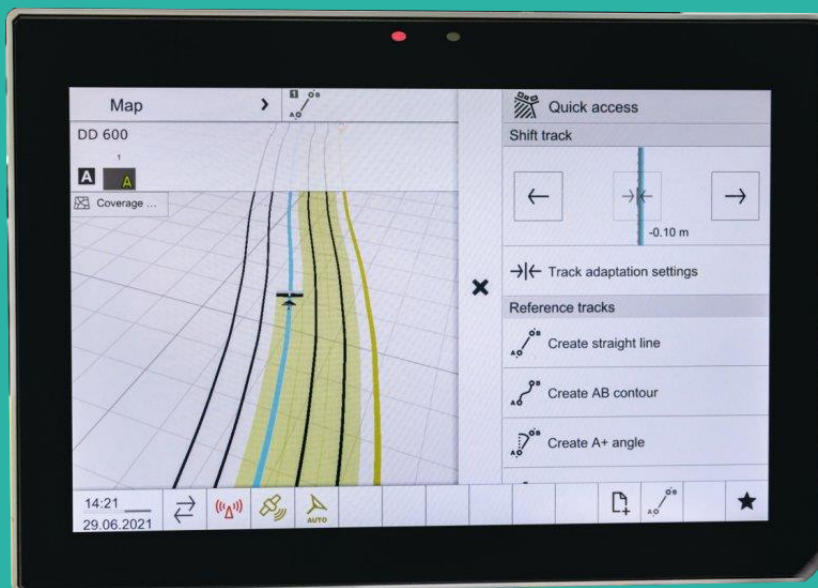 Map
1
A B
Quick access
DD 600
Shift track
1
A A
Coverage ...
-0.10 m
Track adaptation settings
Reference tracks
A B
Create straight line
A B
Create AB contour
A B
Create A+ angle
14:21
29.06.2021
AUTO
A B